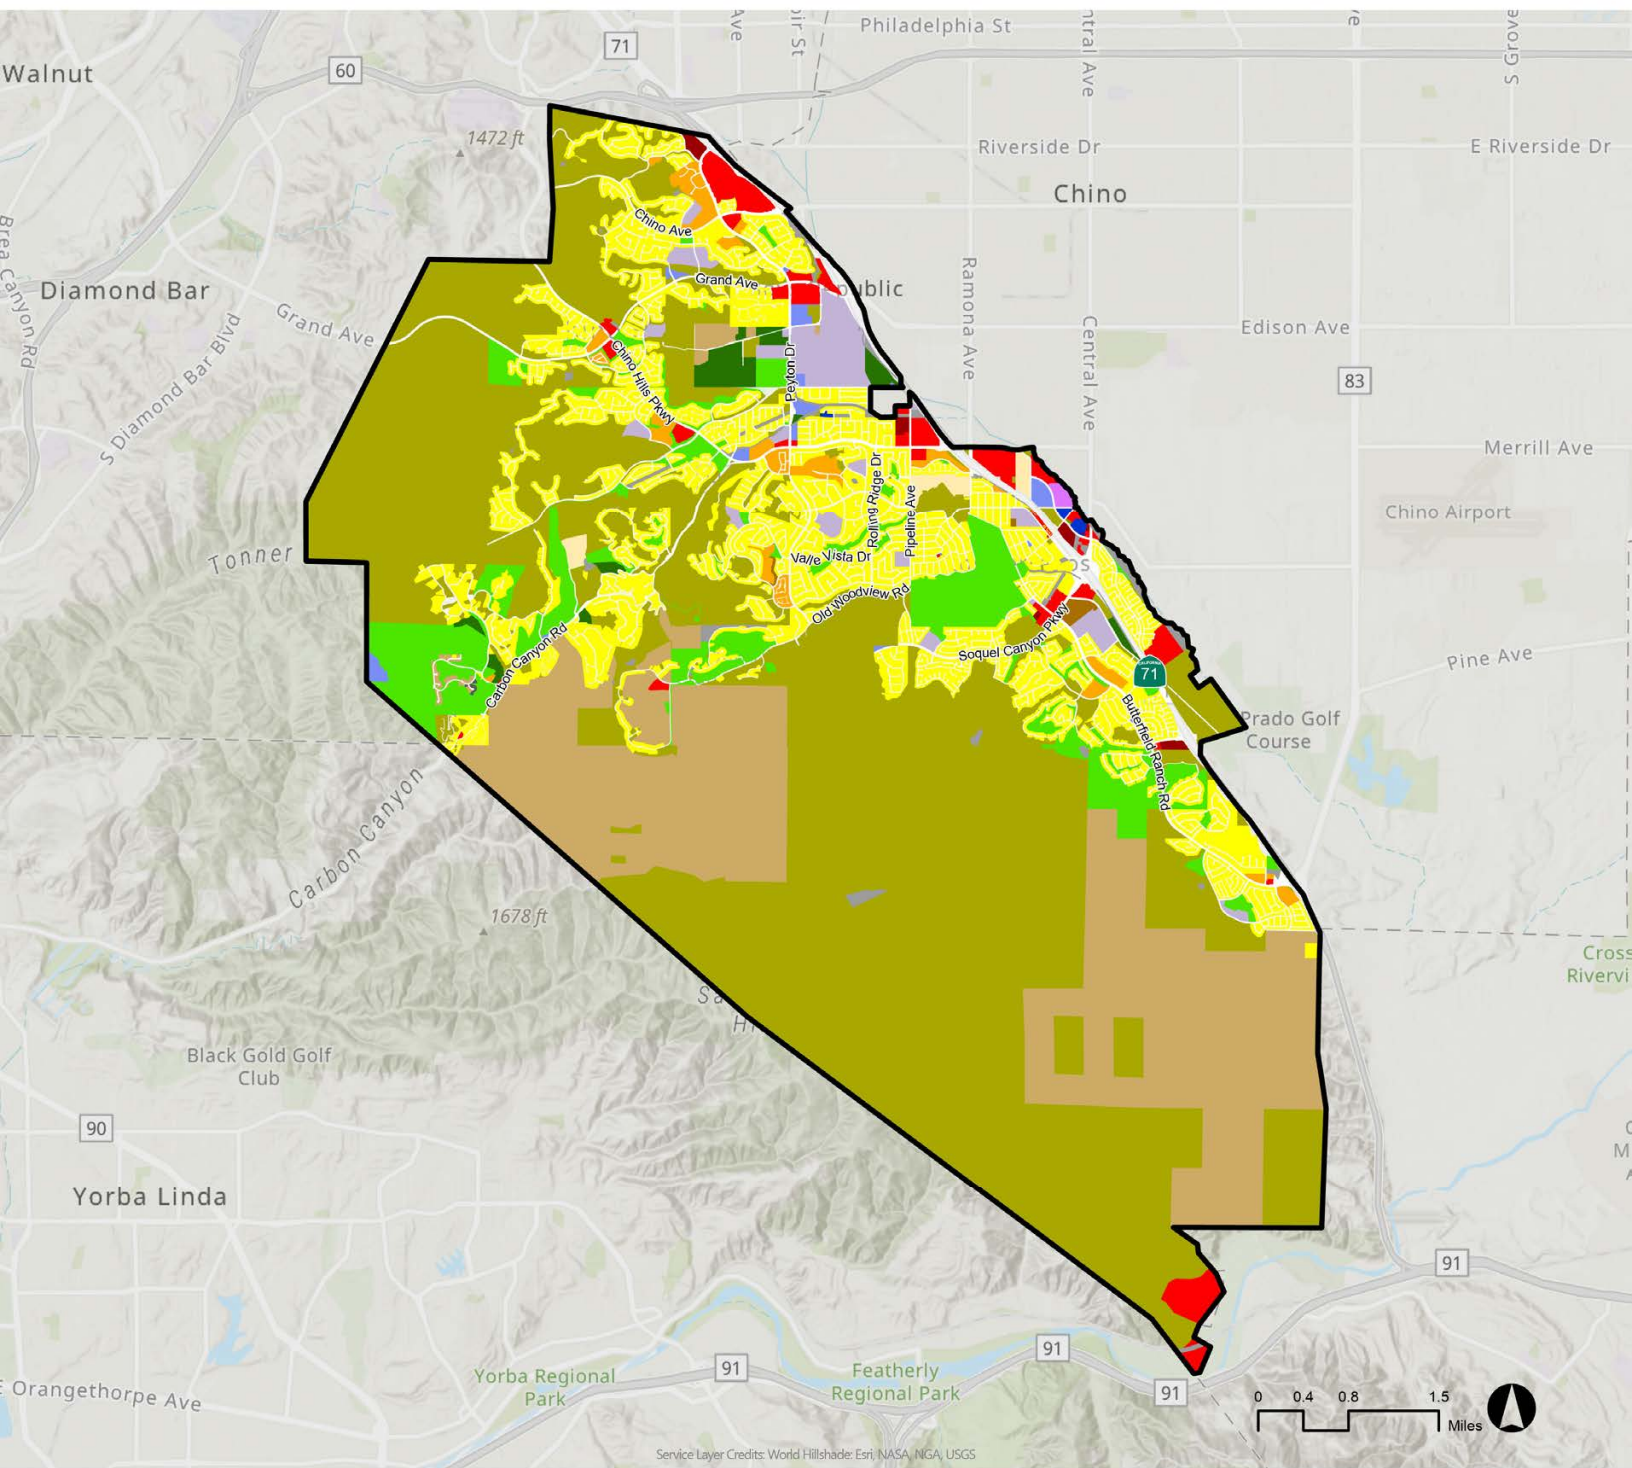 Philadelphia St
71
60
Walnut
1472 ft
Riverside Dr
E Riverside Dr
Chino
Chino Ave
Brea Canyon Rd
Diamond Bar
Grand Ave
Grand Ave
Ramona Ave
Edison Ave
S Diamond Bar Blvd
Chino Hills Pkwy
Peyton Dr
Central Ave
83
Merrill Ave
Rolling Ridge Dr
Pipeline Ave
Chino Airport
Tonner
Valle Vista Dr
Old Woodview Rd
Carbon Canyon Rd
Soquel Canyon Pkwy
Pine Ave
CALIFORNIA
71
Butterfield Ranch Rd
Prado Golf
Course
Carbon Canyon
1678 ft
Black Gold Golf
Club
90
Yorba Linda
91
91
91
91
Yorba Regional
Park
Featherly
Regional Park
E Orangethorpe Ave
0 0.4 0.8 1.5
Miles
Service Layer Credits: World Hillshade: Esri, NASA, NGA, USGS